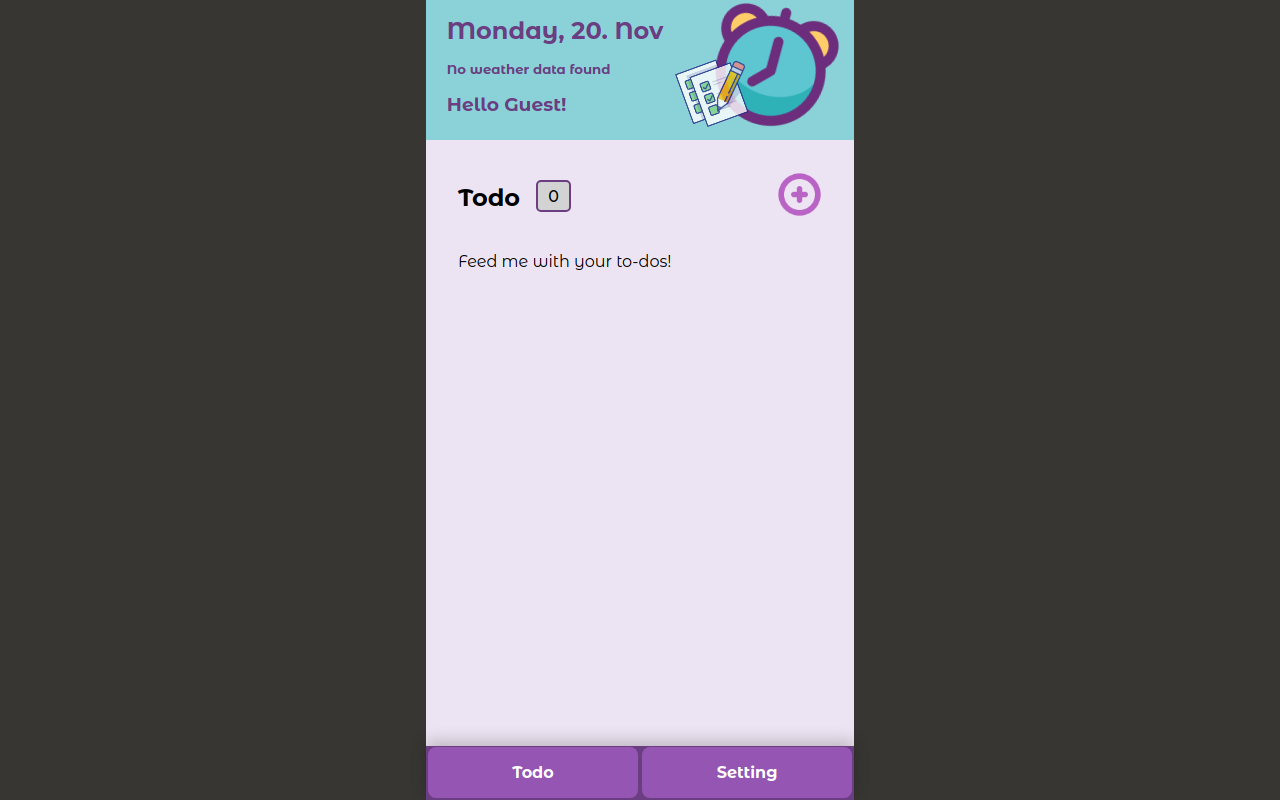 Monday, 20. Nov
No weather data found
Hello Guest!
Todo 0
Feed me with your to-dos!
Todo Setting